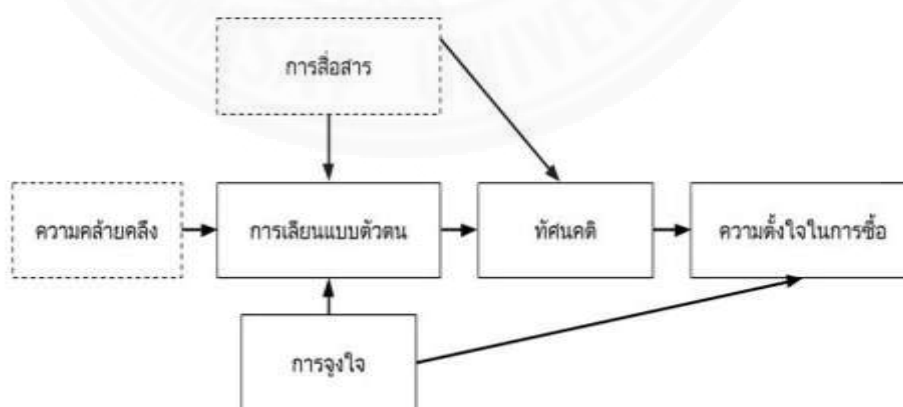 การสื่อสาร
ความคล้ายคลึง
การเลียนแบบตัวตน
ทัศนคติ
ความตั้งใจในการซื้อ
การจูงใจ